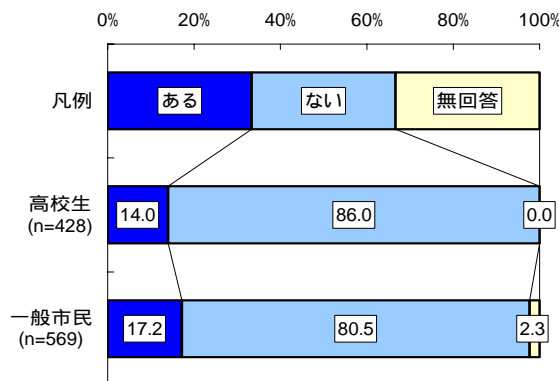 0% 20% 40% 60% 80% 100%
凡例 ある ない 無回答
高校生 14.0 86.0 0.0
(n=428)
一般市民 17.2 80.5 2.3
(n=569)